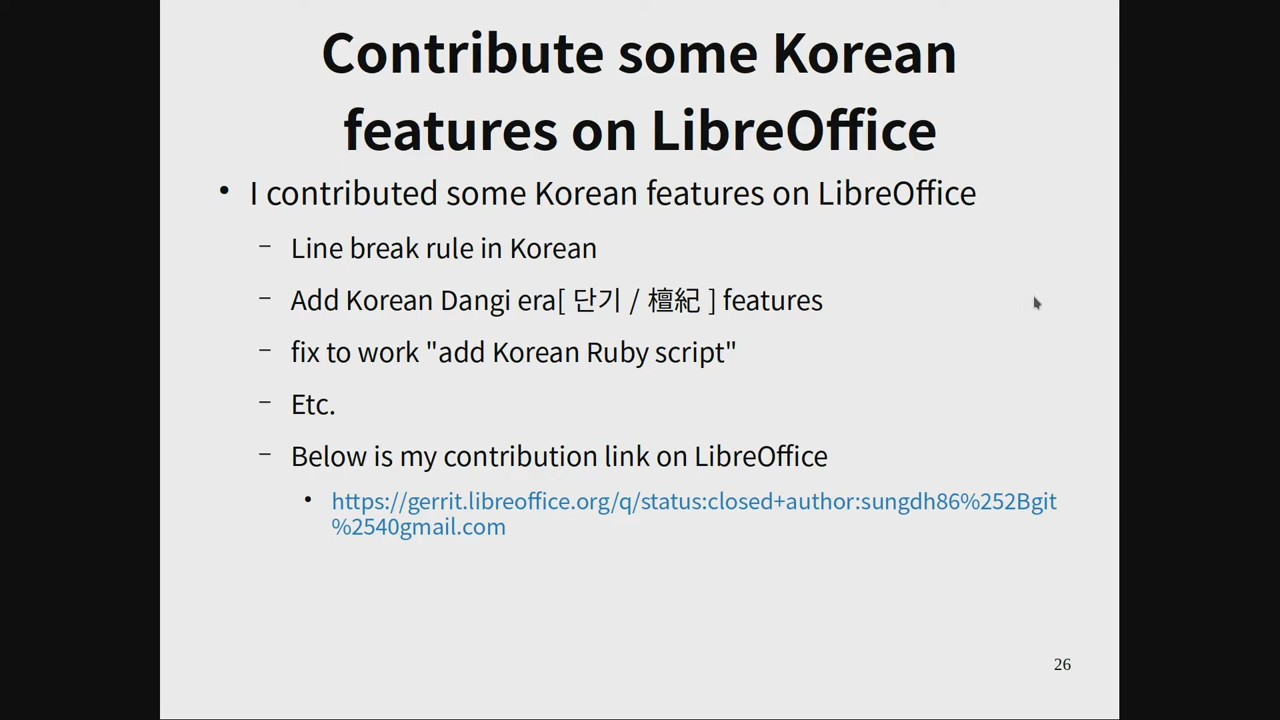 Contribute some Korean
features on LibreOffice
• I contributed some Korean features on LibreOffice
– Line break rule in Korean
– Add Korean Dangi era[ 단기 / 檀紀 ] features
– fix to work "add Korean Ruby script"
– Etc.
– Below is my contribution link on LibreOffice
• https://gerrit.libreoffice.org/q/status:closed+author:sungdh86%252Bgit
%2540gmail.com
26